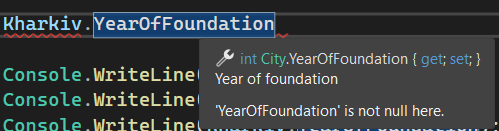 Kharkiv.YearOfFoundation
int City.YearOfFoundation { get; set; }
Year of foundation
'YearOfFoundation' is not null here.
Console.WriteLine(
Console.WriteLine(
Console.WriteLine(